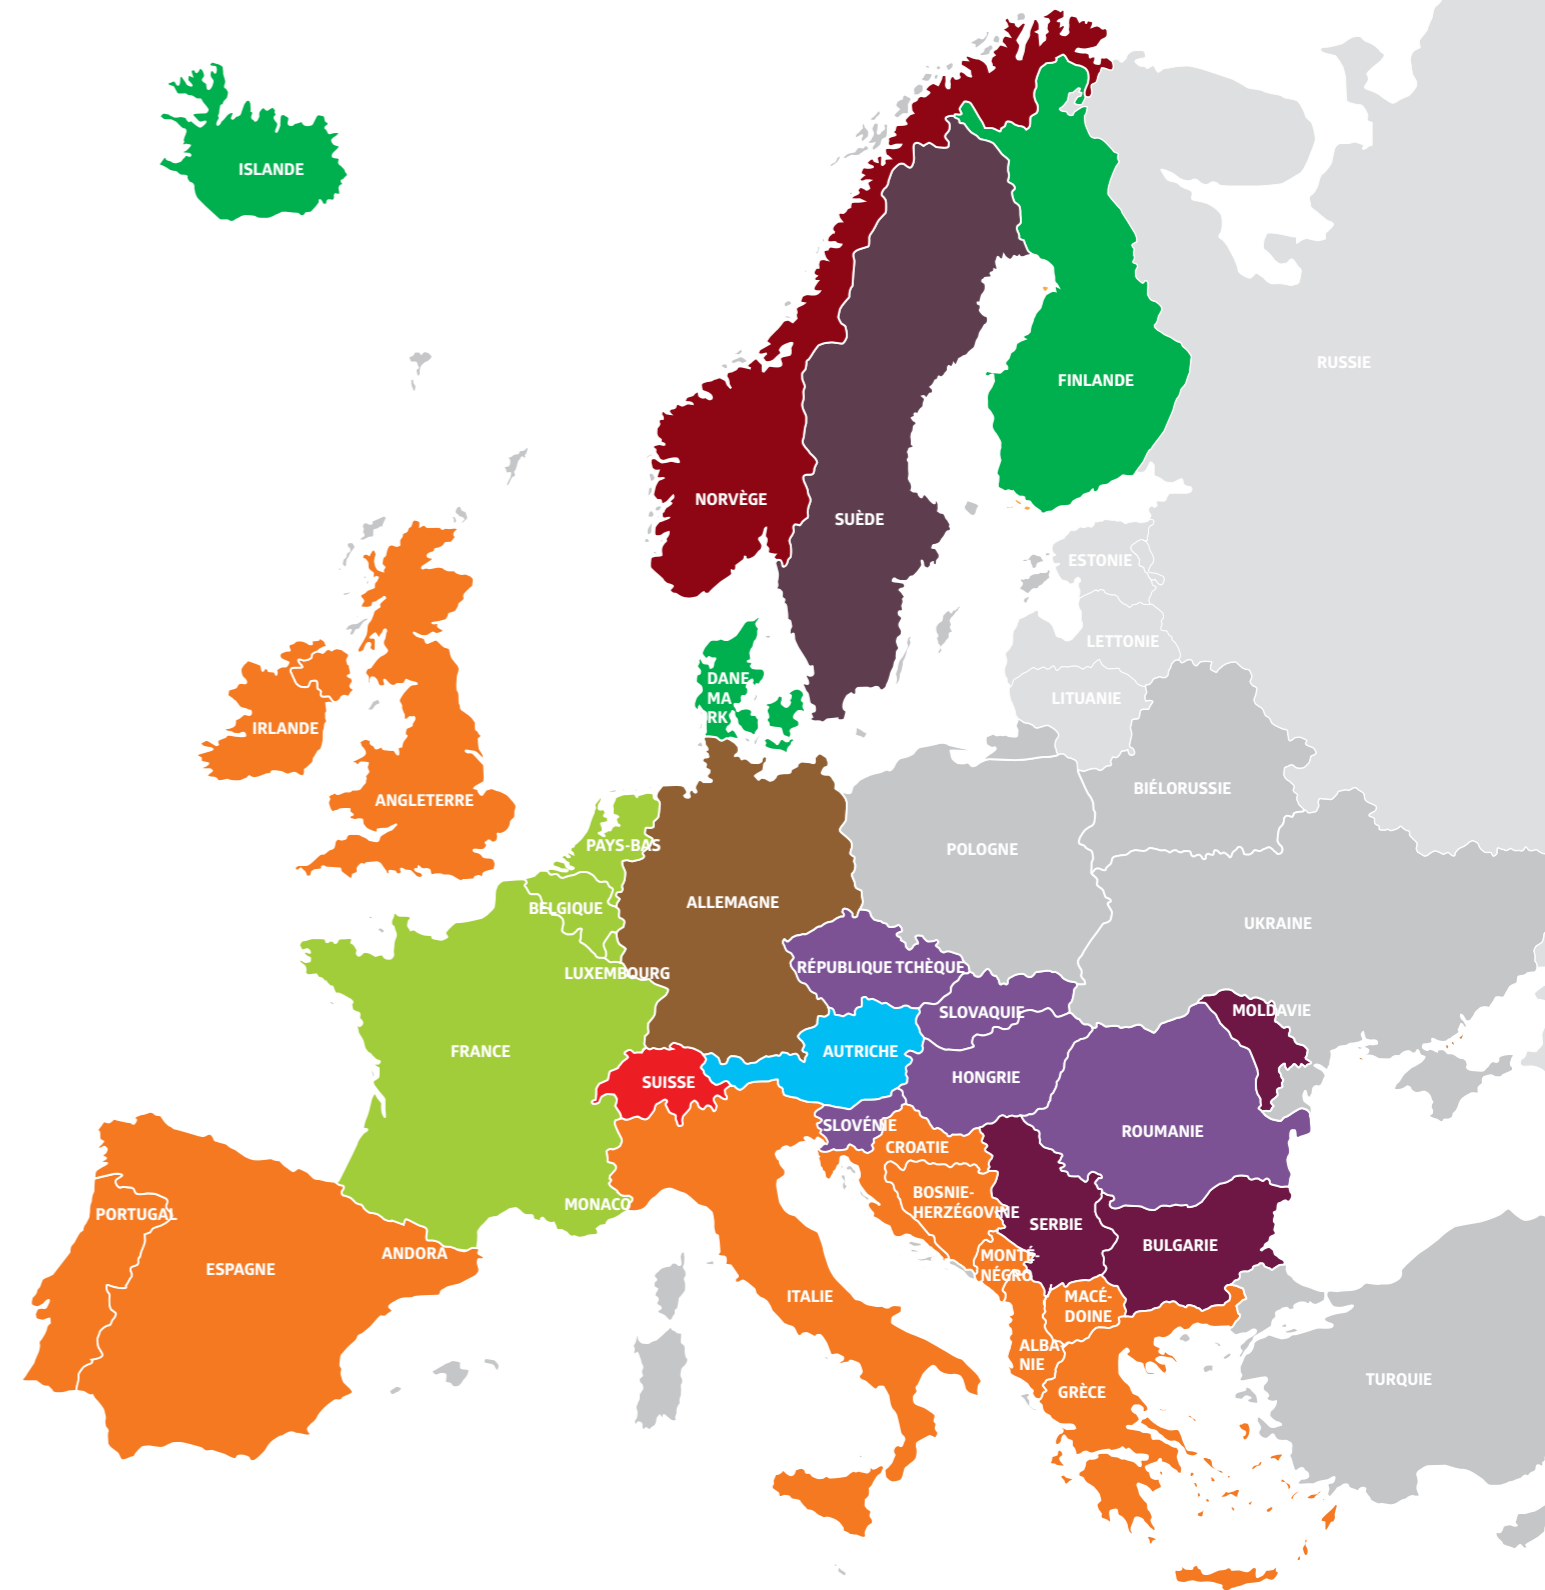 ISLANDE
RUSSIE
FINLANDE
NORVÈGE
SUÈDE
ESTONIE
LETTONIE
DANE
MA
RK
LITUANIE
IRLANDE
BIÉLORUSSIE
ANGLETERRE
PAYS-BAS
POLOGNE
ALLEMAGNE
BELGIQUE
UKRAINE
LUXEMBOURG
RÉPUBLIQUE TCHÈQUE
SLOVAQUIE
MOLDAVIE
FRANCE
AUTRICHE
SUISSE
HONGRIE
SLOVÉNIE
ROUMANIE
CROATIE
MONACO
BOSNIE-
HERZÉGOVINE
PORTUGAL
SERBIE
BULGARIE
ANDORA
MONTÉ-
NÉGRO
ESPAGNE
ITALIE
MACÉ-
DOINE
ALBA-
NIE
GRÈCE
TURQUIE